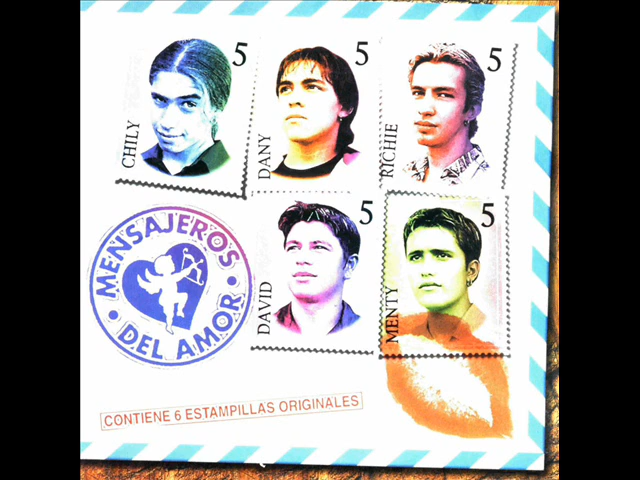 5
CHILY
5
DANY
5
RICHIE
MENSAJEROS
DEL AMOR
5
DAVID
5
MENTY
CONTIENE 6 ESTAMPILLAS ORIGINALES